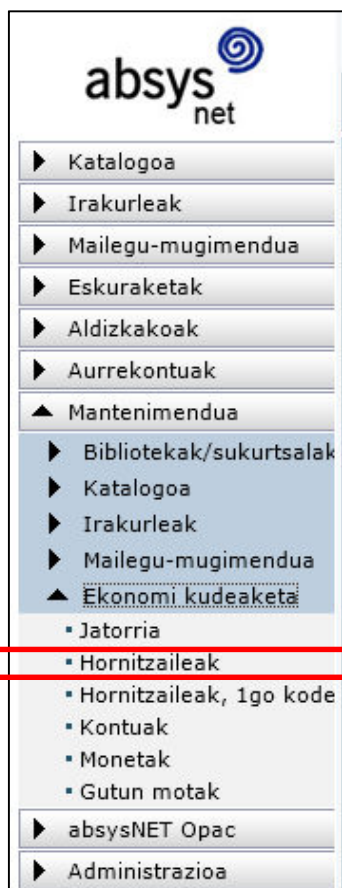 absys
net
Katalogoa
Irakurleak
Mailegu-mugimendua
Eskuraketak
Aldizkakoak
Aurrekontuak
Mantenimendua
Bibliotekak/sukurtsalak
Katalogoa
Irakurleak
Mailegu-mugimendua
Ekonomi kudeaketa
Jatorria
Hornitzaileak
Hornitzaileak, 1go kode
Kontuak
Monetak
Gutun motak
absysNET Opac
Administrazioa